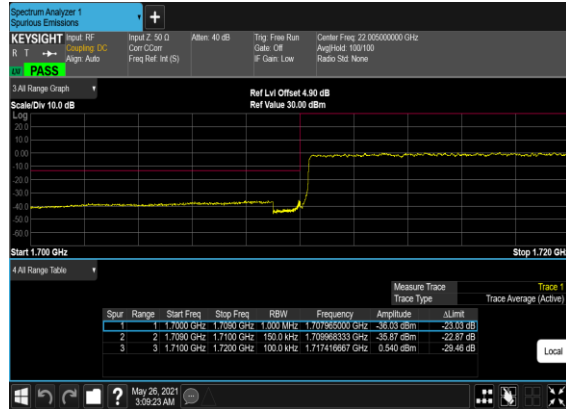 Spectrum Analyzer 1
Spurious Emissions
+
KEYSIGHT Input: RF Input Z: 50 Ω Atten: 40 dB Trig: Free Run Center Freq: 22.005000000 GHz
R T Coupling: DC Corr CCorr Gate: Off Avg|Hold: 100/100
Align: Auto Freq Ref: Int (S) IF Gain: Low Radio Std: None
PASS
3 All Range Graph
Ref Lvl Offset 4.90 dB
Scale/Div 10.0 dB Ref Value 30.00 dBm
Log
20.0
10.0
0.00
-10.0
-20.0
-30.0
-40.0
-50.0
-60.0
Start 1.700 GHz Stop 1.720 GH
4 All Range Table
Measure Trace Trace 1
Trace Type Trace Average (Active)
Spur Range Start Freq Stop Freq RBW Frequency Amplitude ΔLimit
1 1 1.7000 GHz 1.7090 GHz 1.000 MHz 1.707965000 GHz -36.03 dBm -23.03 dB
2 2 1.7090 GHz 1.7100 GHz 150.0 kHz 1.709968333 GHz -35.87 dBm -22.87 dB
3 3 1.7100 GHz 1.7200 GHz 100.0 kHz 1.717416667 GHz 0.540 dBm -29.46 dB
Local
? May 26, 2021
3:09:23 AM